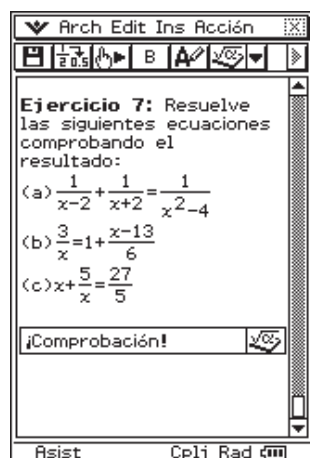 Arch Edit Ins Acción
B
Ejercicio 7: Resuelve
las siguientes ecuaciones
comprobando el
resultado:
(a) 1/(x-2) + 1/(x+2) = 1/(x²-4)
(b) 3/x = 1 + (x-13)/6
(c) x + 5/x = 27/5
¡Comprobación!
Asist Cplj Rad